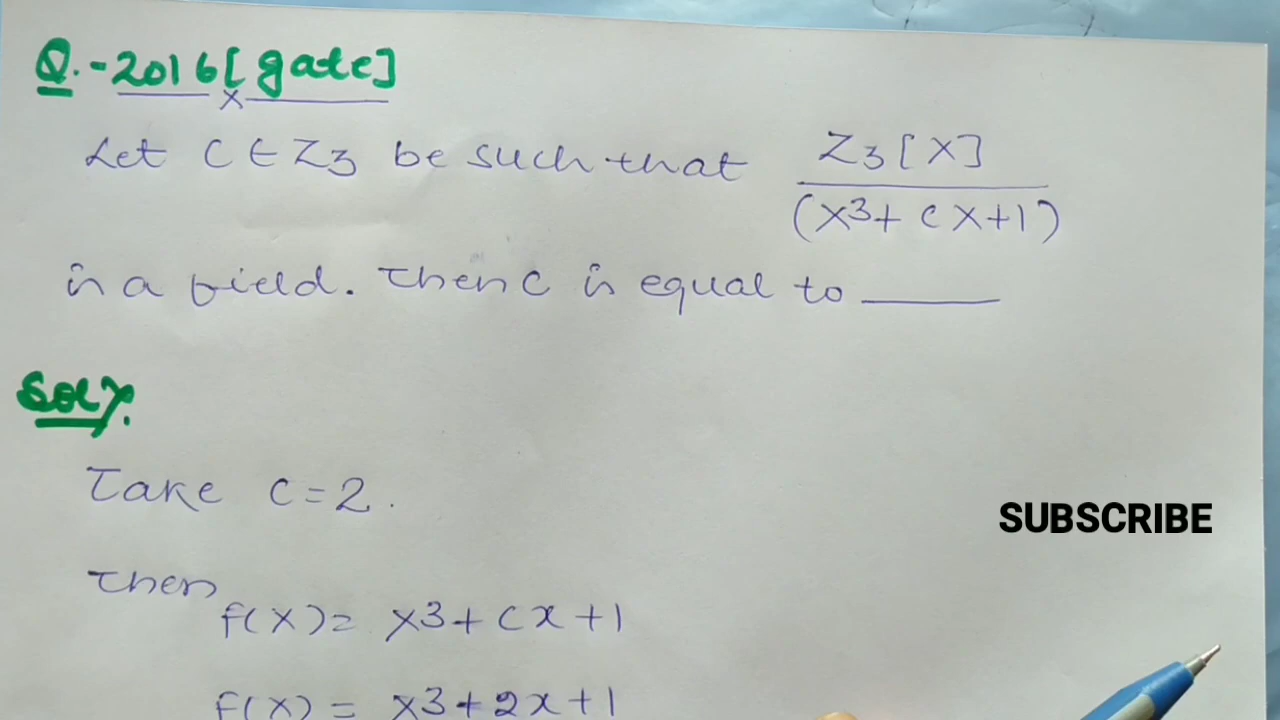 Q.-2016[gate]
x
Let C ∈ Z3 be such that Z3[X]
(X3+ cX+1)
is a field. Then C is equal to ______
Soln.
Take C=2.
Then
f(X)= x3+cx+1
f(X) = x3+2x+1
SUBSCRIBE